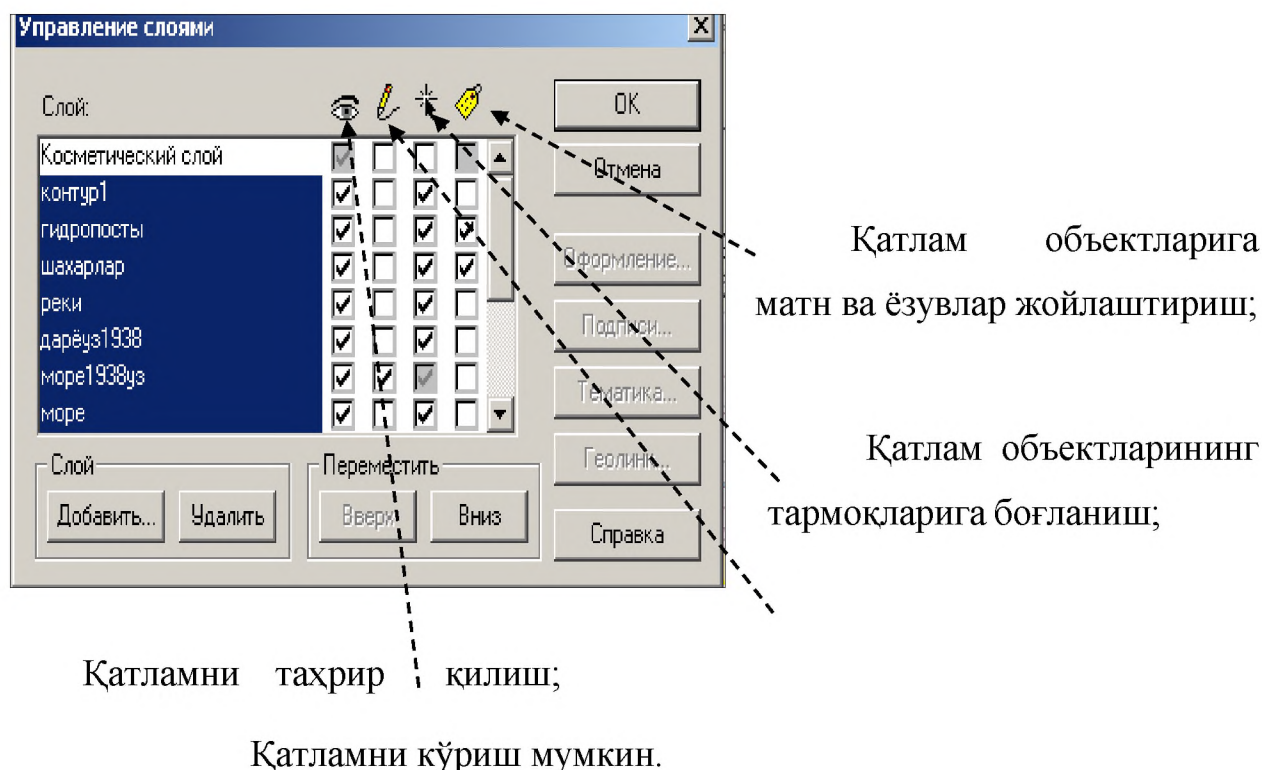 Управление слоями
Слой:
OK
Косметический слой
Отмена
контур1
гидропосты
Оформление...
шахарлар
реки
Подписи...
дарёуз1938
море1938уз
Тематика...
море
Слой
Переместить
Геолинк...
Добавить...
Удалить
Вверх
Вниз
Справка
Қатлам объектларига
матн ва ёзувлар жойлаштириш;
Қатлам объектларининг
тармоқларига боғланиш;
Қатламни таҳрир қилиш;
Қатламни кўриш мумкин.